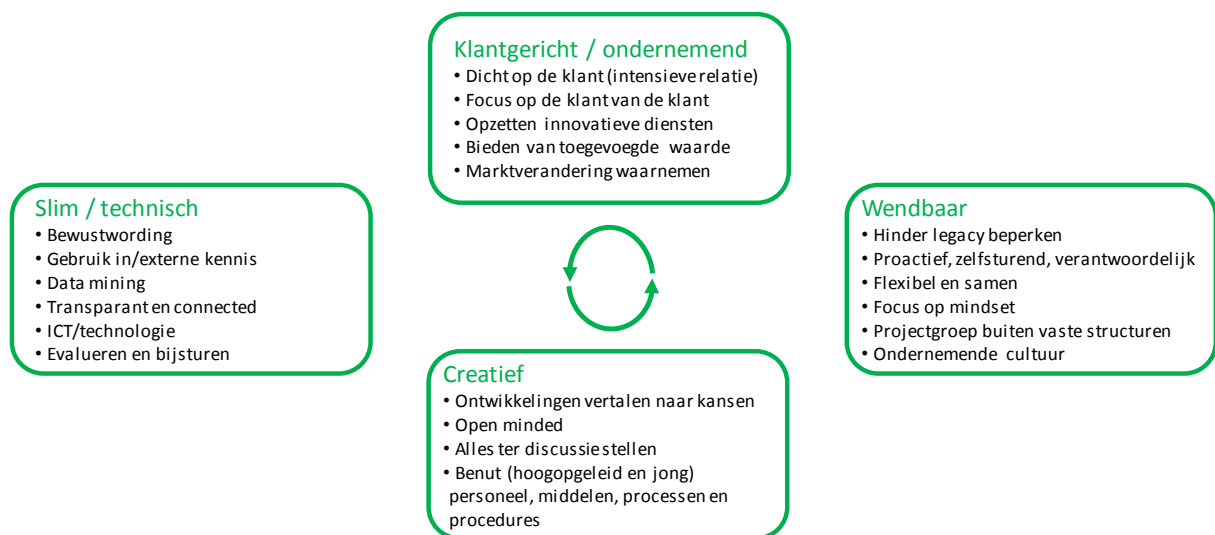 Klantgericht / ondernemend
• Dicht op de klant (intensieve relatie)
• Focus op de klant van de klant
• Opzetten innovatieve diensten
• Bieden van toegevoegde waarde
• Marktverandering waarnemen
Slim / technisch
• Bewustwording
• Gebruik in/externe kennis
• Data mining
• Transparant en connected
• ICT/technologie
• Evalueren en bijsturen
Wendbaar
• Hinder legacy beperken
• Proactief, zelfsturend, verantwoordelijk
• Flexibel en samen
• Focus op mindset
• Projectgroep buiten vaste structuren
• Ondernemende cultuur
Creatief
• Ontwikkelingen vertalen naar kansen
• Open minded
• Alles ter discussie stellen
• Benut (hoogopgeleid en jong)
personeel, middelen, processen en
procedures